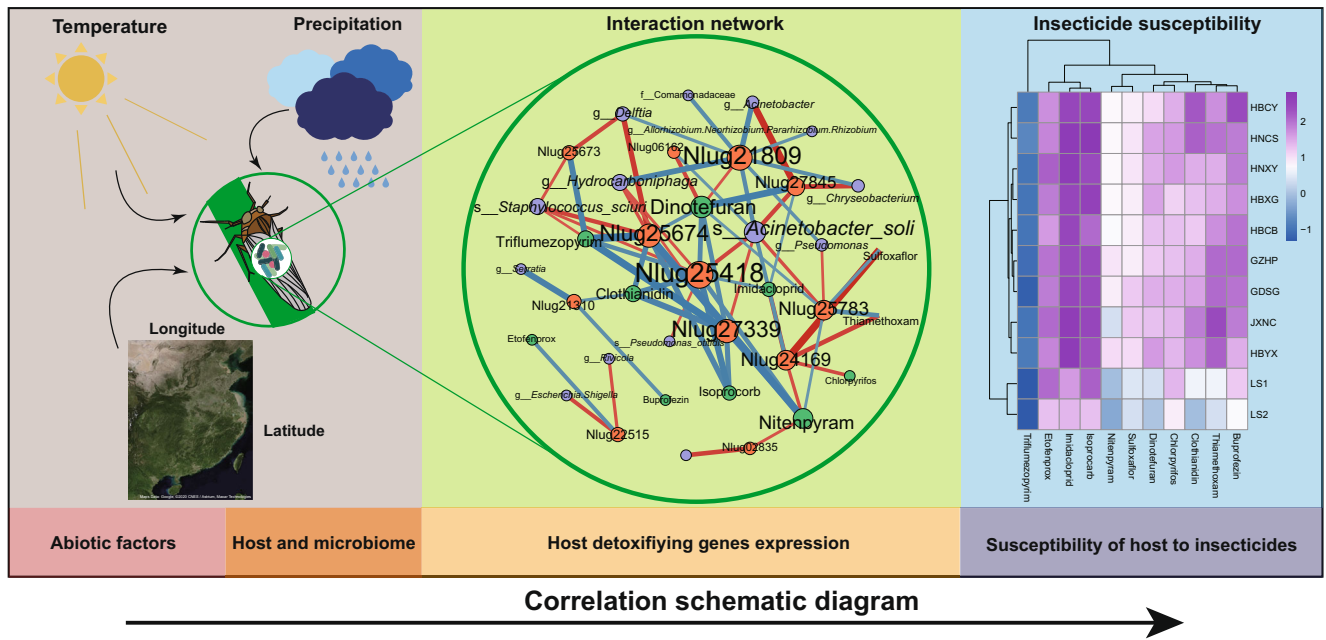 Temperature
Precipitation
Interaction network
Insecticide susceptibility
f__Comamonadaceae
g__Acinetobacter
g__Delftia
g__Allorhizobium.Neorhizobium.Pararhizobium.Rhizobium
Nlug25673
Nlug06162
Nlug21809
g__Hydrocarboniphaga
Nlug27845
g__Chryseobacterium
s__Staphylococcus_sciuri
Dinotefuran
Triflumezopyrim
Nlug25674
s__Acinetobacter_soli
g__Pseudomonas
Sulfoxaflor
g__Serratia
Nlug25418
Clothianidin
Imidacloprid
Nlug21310
Nlug25783
Thiamethoxam
Etofenprox
Nlug27339
s__Pseudomonas_otitidis
g__Rivicola
Nlug24169
Chlorpyrifos
g__Escherichia.Shigella
Buprofezin
Isoprocarb
Nlug22515
Nitenpyram
Nlug02835
HBCY
HNCS
HNXY
HBXG
HBCB
GZHP
GDSG
JXNC
HBYX
LS1
LS2
2
1
0
−1
Triflumezopyrim
Etofenprox
Imidacloprid
Isoprocarb
Nitenpyram
Sulfoxaflor
Dinotefuran
Chlorpyrifos
Clothianidin
Thiamethoxam
Buprofezin
Longitude
Latitude
Abiotic factors
Host and microbiome
Host detoxifiying genes expression
Susceptibility of host to insecticides
Correlation schematic diagram